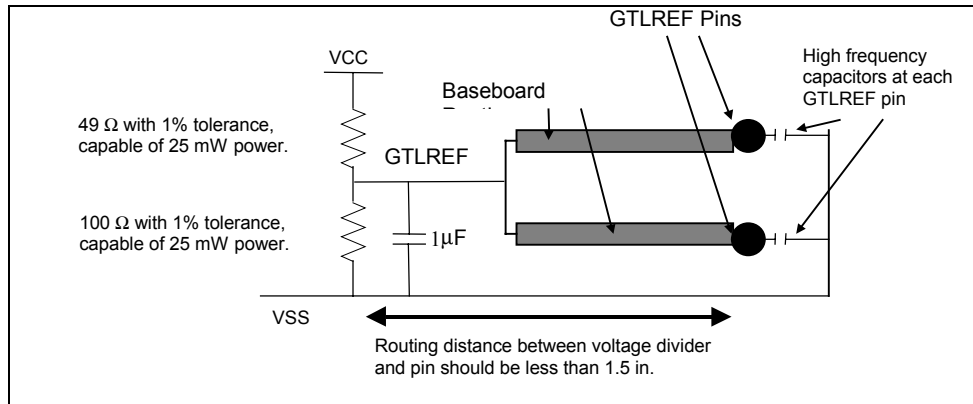 GTLREF Pins
VCC
High frequency
capacitors at each
GTLREF pin
Baseboard
49 Ω with 1% tolerance,
capable of 25 mW power.
GTLREF
100 Ω with 1% tolerance,
capable of 25 mW power.
1µF
VSS
Routing distance between voltage divider
and pin should be less than 1.5 in.